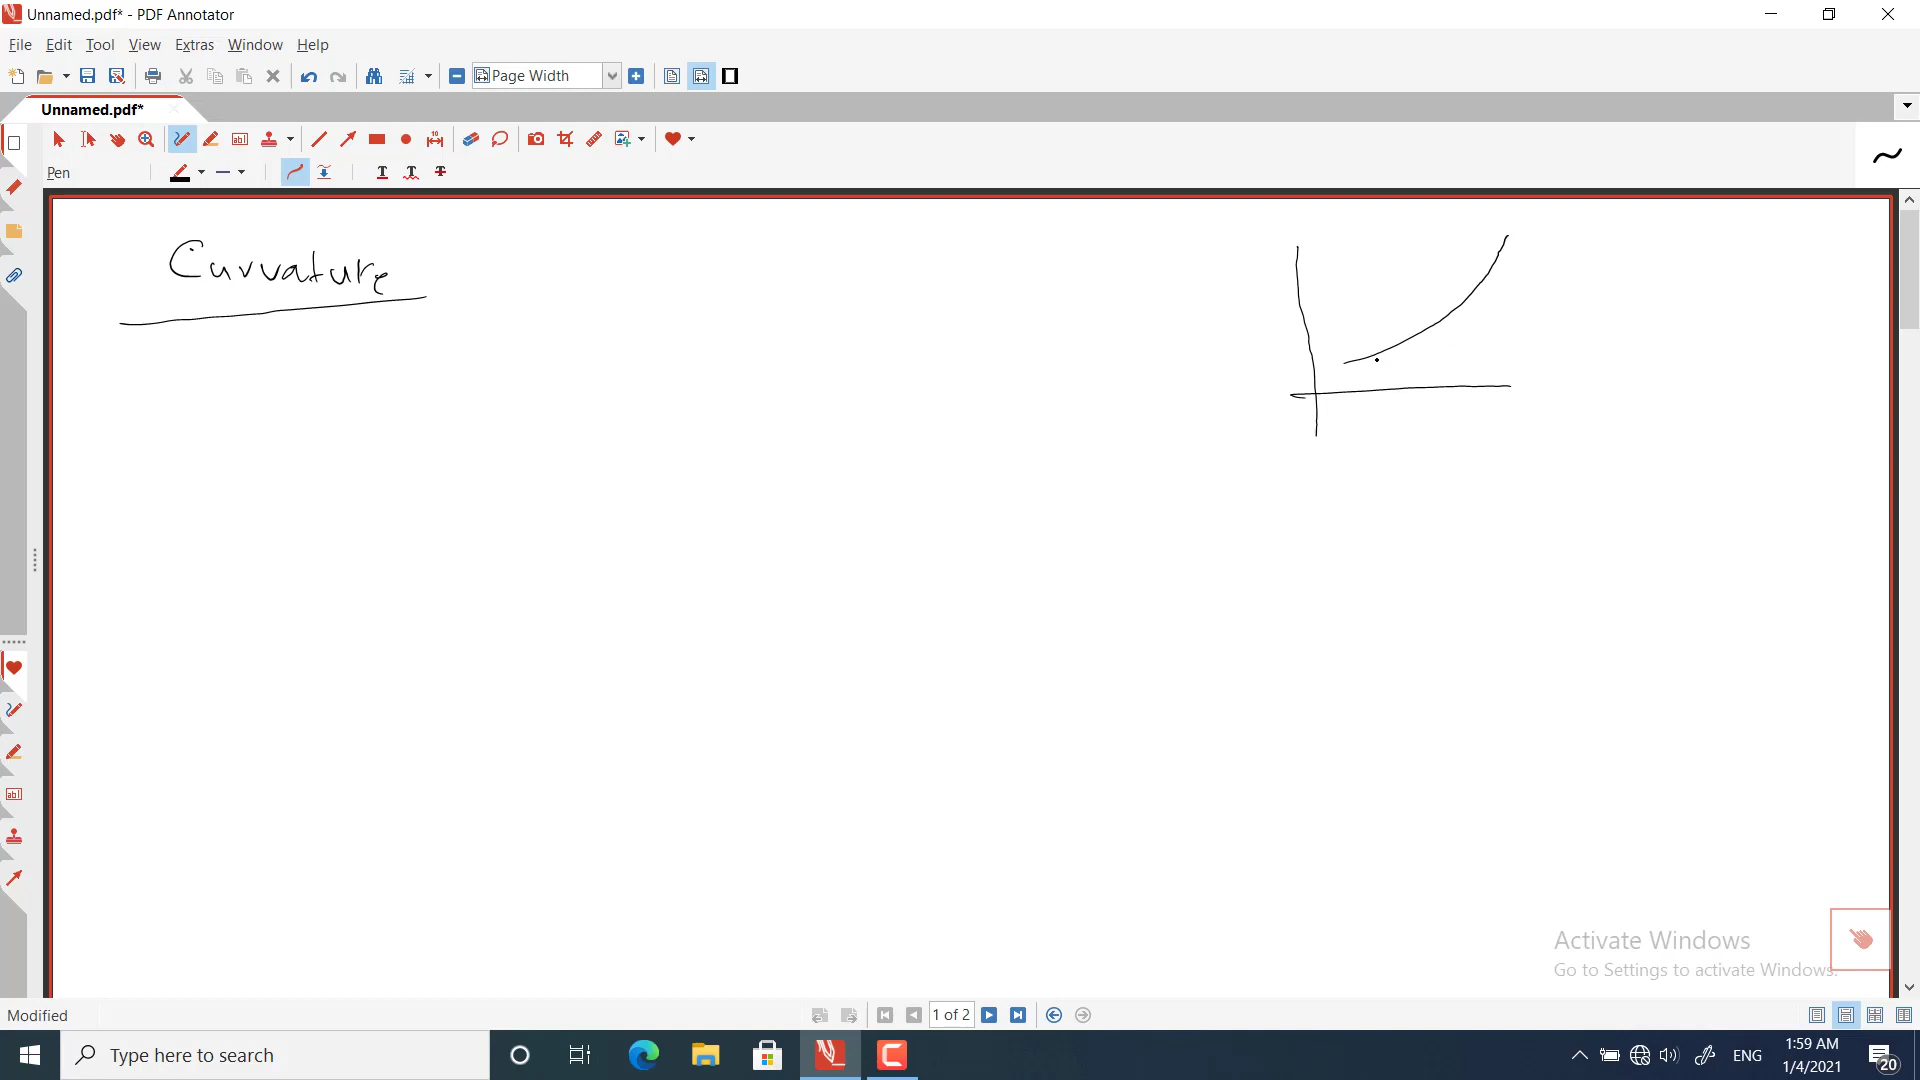 Unnamed.pdf* - PDF Annotator
File Edit Tool View Extras Window Help
Page Width
Unnamed.pdf*
Pen
Curvature
Activate Windows
Go to Settings to activate Windows.
Modified
1 of 2
Type here to search
ENG
1:59 AM
1/4/2021
20